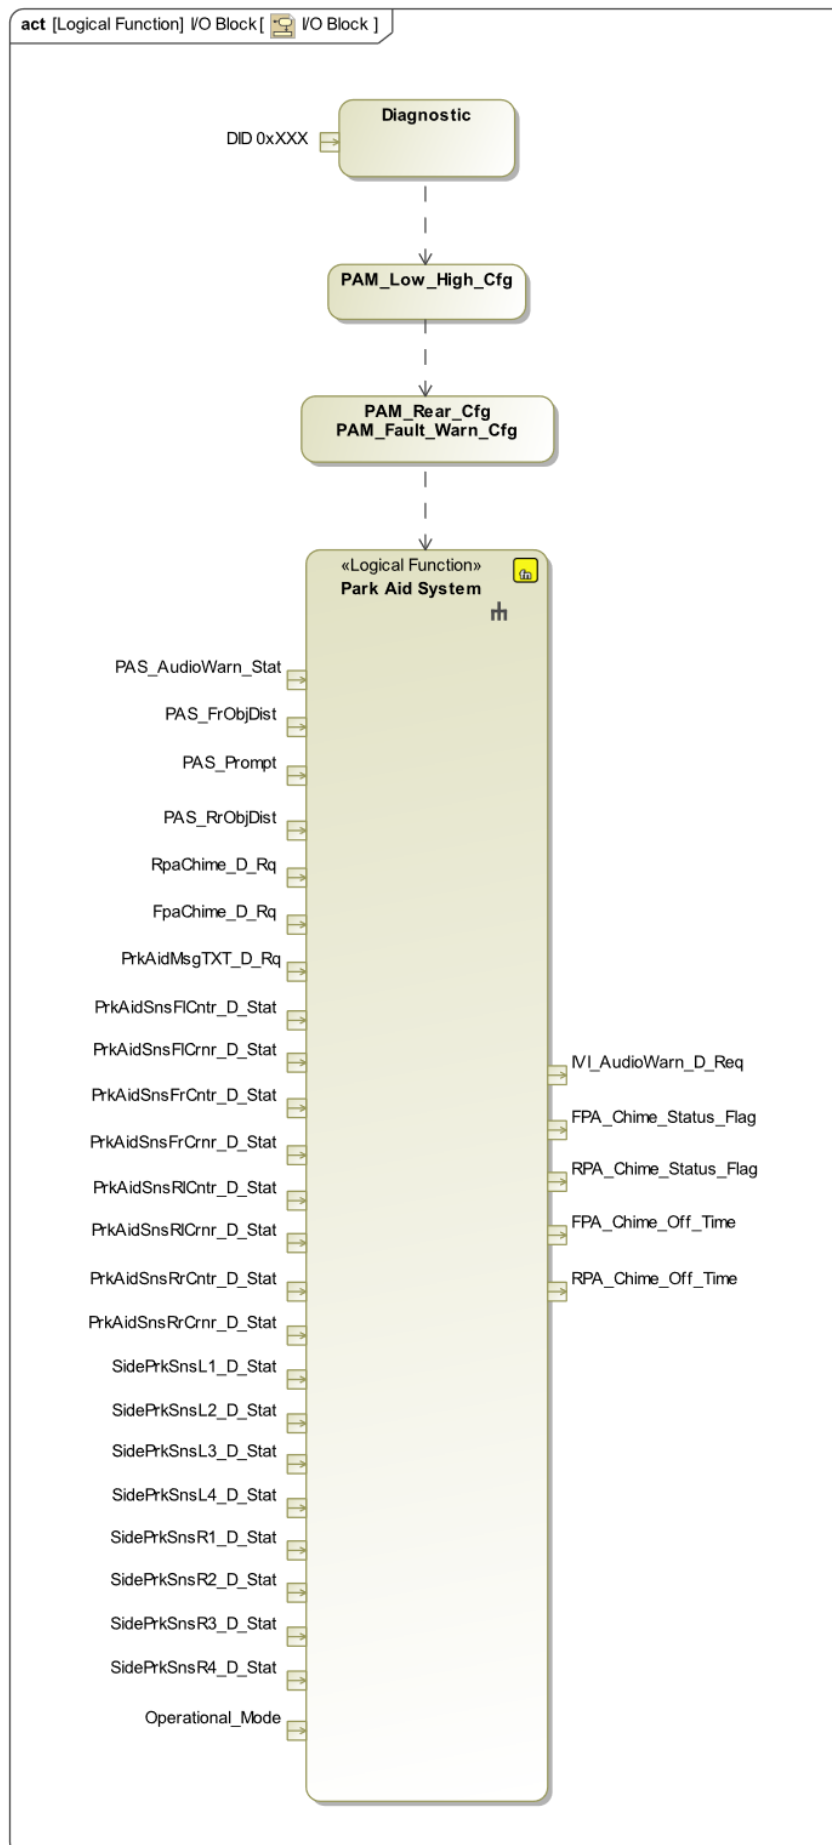 act [Logical Function] I/O Block [ I/O Block ]
Diagnostic
DID 0xXXX
PAM_Low_High_Cfg
PAM_Rear_Cfg
PAM_Fault_Warn_Cfg
«Logical Function»
fn
Park Aid System
PAS_AudioWarn_Stat
PAS_FrObjDist
PAS_Prompt
PAS_RrObjDist
RpaChime_D_Rq
FpaChime_D_Rq
PrkAidMsgTXT_D_Rq
PrkAidSnsFlCntr_D_Stat
PrkAidSnsFlCrnr_D_Stat
PrkAidSnsFrCntr_D_Stat
PrkAidSnsFrCrnr_D_Stat
PrkAidSnsRlCntr_D_Stat
PrkAidSnsRlCrnr_D_Stat
PrkAidSnsRrCntr_D_Stat
PrkAidSnsRrCrnr_D_Stat
SidePrkSnsL1_D_Stat
SidePrkSnsL2_D_Stat
SidePrkSnsL3_D_Stat
SidePrkSnsL4_D_Stat
SidePrkSnsR1_D_Stat
SidePrkSnsR2_D_Stat
SidePrkSnsR3_D_Stat
SidePrkSnsR4_D_Stat
Operational_Mode
IVI_AudioWarn_D_Req
FPA_Chime_Status_Flag
RPA_Chime_Status_Flag
FPA_Chime_Off_Time
RPA_Chime_Off_Time